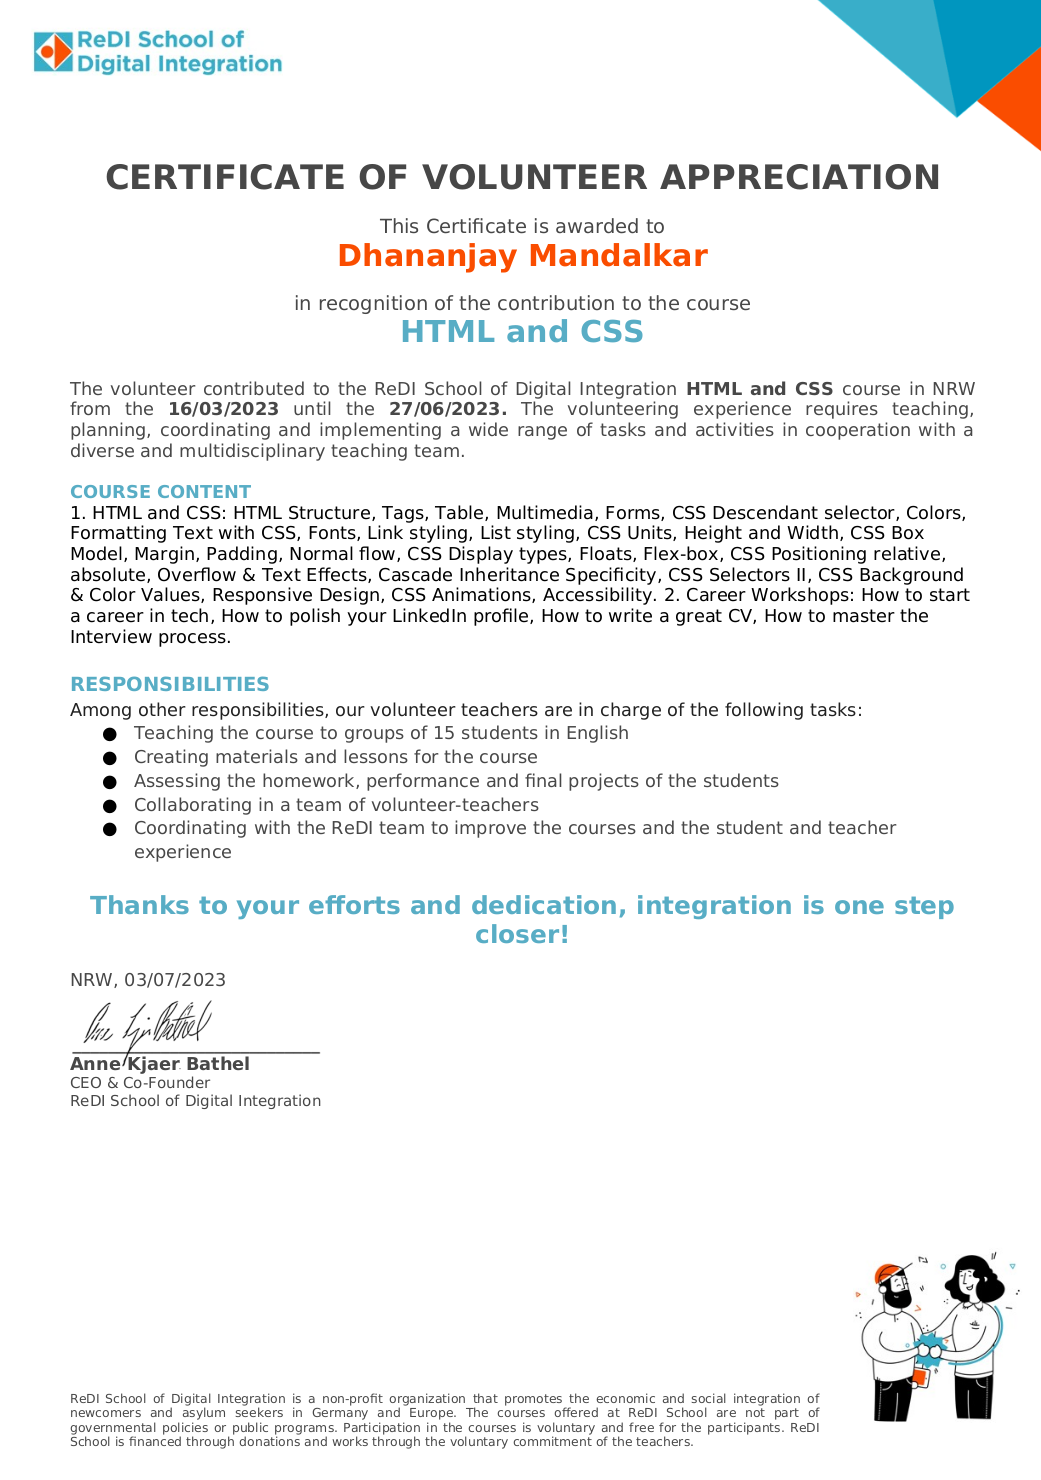 ReDI School of
Digital Integration
CERTIFICATE OF VOLUNTEER APPRECIATION
This Certificate is awarded to
Dhananjay Mandalkar
in recognition of the contribution to the course
HTML and CSS
The volunteer contributed to the ReDI School of Digital Integration HTML and CSS course in NRW
from the 16/03/2023 until the 27/06/2023. The volunteering experience requires teaching,
planning, coordinating and implementing a wide range of tasks and activities in cooperation with a
diverse and multidisciplinary teaching team.
COURSE CONTENT
1. HTML and CSS: HTML Structure, Tags, Table, Multimedia, Forms, CSS Descendant selector, Colors,
Formatting Text with CSS, Fonts, Link styling, List styling, CSS Units, Height and Width, CSS Box
Model, Margin, Padding, Normal flow, CSS Display types, Floats, Flex-box, CSS Positioning relative,
absolute, Overflow & Text Effects, Cascade Inheritance Specificity, CSS Selectors II, CSS Background
& Color Values, Responsive Design, CSS Animations, Accessibility. 2. Career Workshops: How to start
a career in tech, How to polish your LinkedIn profile, How to write a great CV, How to master the
Interview process.
RESPONSIBILITIES
Among other responsibilities, our volunteer teachers are in charge of the following tasks:
● Teaching the course to groups of 15 students in English
● Creating materials and lessons for the course
● Assessing the homework, performance and final projects of the students
● Collaborating in a team of volunteer-teachers
● Coordinating with the ReDI team to improve the courses and the student and teacher
experience
Thanks to your efforts and dedication, integration is one step
closer!
NRW, 03/07/2023
Anne Kjaer Bathel
CEO & Co-Founder
ReDI School of Digital Integration
ReDI School of Digital Integration is a non-profit organization that promotes the economic and social integration of
newcomers and asylum seekers in Germany and Europe. The courses offered at ReDI School are not part of
governmental policies or public programs. Participation in the courses is voluntary and free for the participants. ReDI
School is financed through donations and works through the voluntary commitment of the teachers.